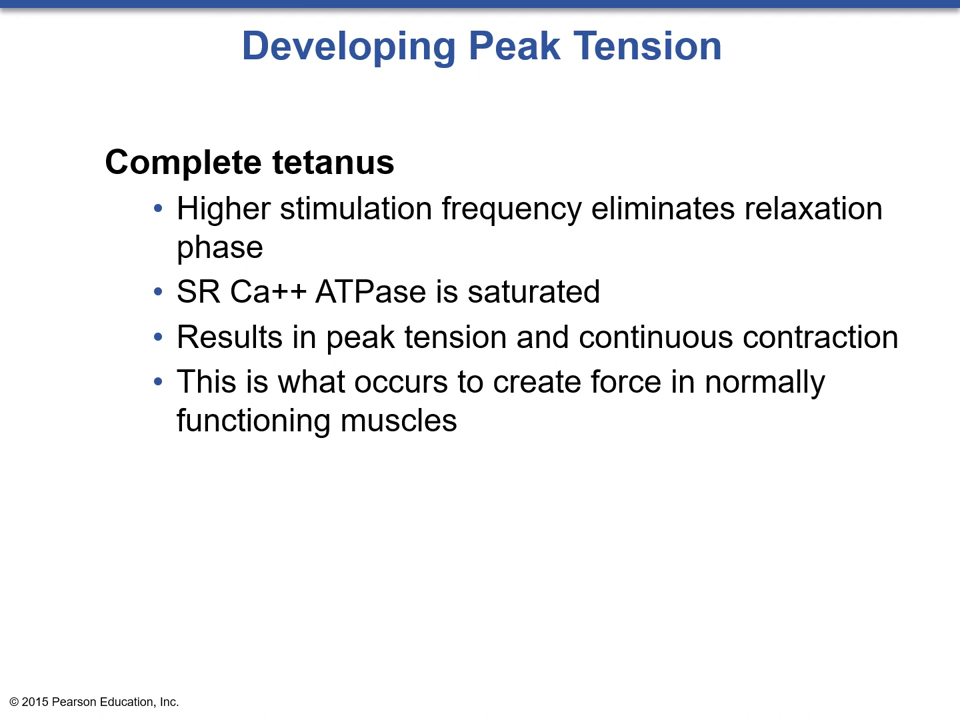 Developing Peak Tension
Complete tetanus
• Higher stimulation frequency eliminates relaxation
phase
• SR Ca++ ATPase is saturated
• Results in peak tension and continuous contraction
• This is what occurs to create force in normally
functioning muscles
© 2015 Pearson Education, Inc.